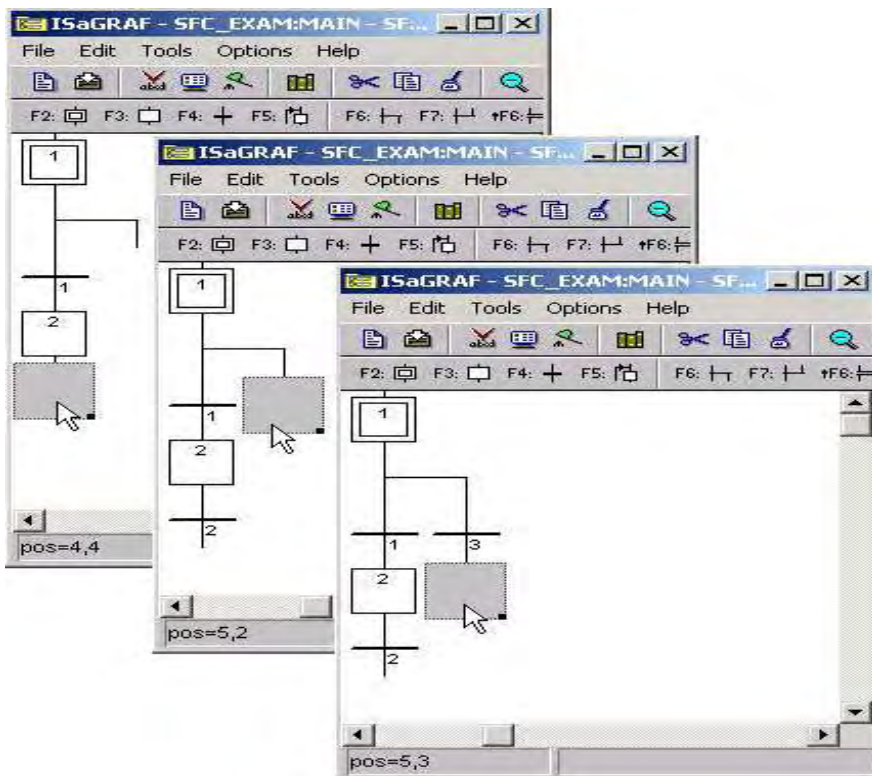 ISaGRAF - SFC_EXAM:MAIN - SF...
File Edit Tools Options Help
F2: F3: F4: F5: F6: F7: ↑F6:
1
1
2
pos=4,4
ISaGRAF - SFC_EXAM:MAIN - SF...
File Edit Tools Options Help
F2: F3: F4: F5: F6: F7: ↑F6:
1
1
2
2
pos=5,2
ISaGRAF - SFC_EXAM:MAIN - SF...
File Edit Tools Options Help
F2: F3: F4: F5: F6: F7: ↑F6:
1
1 3
2
2
pos=5,3